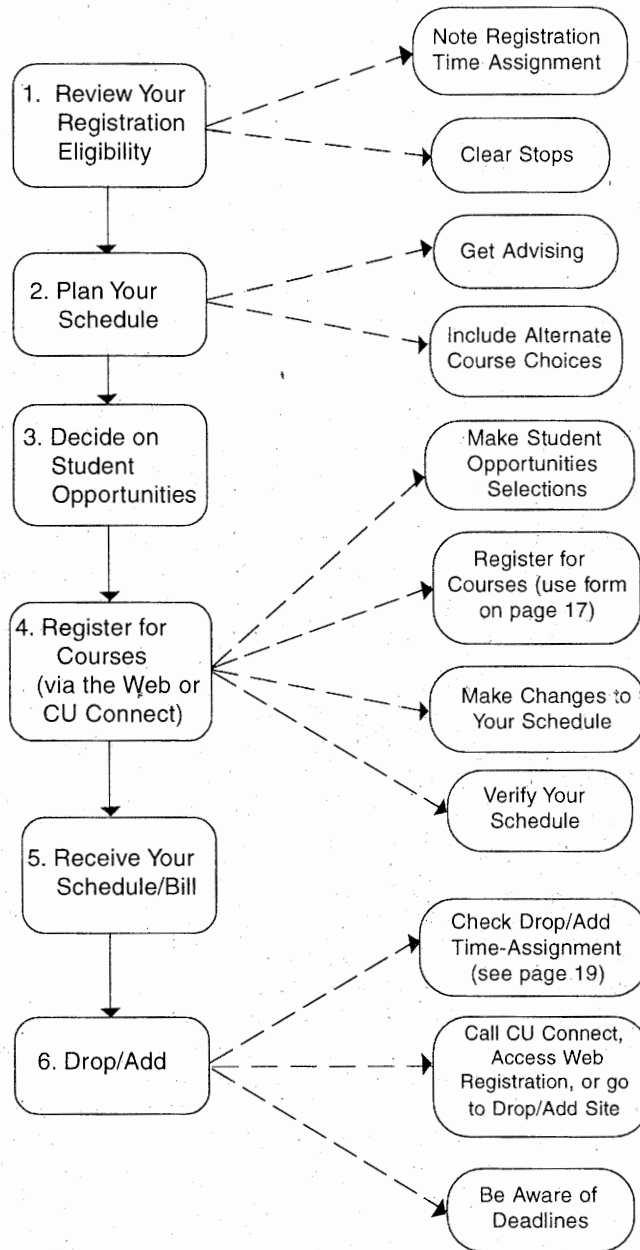 Note Registration
Time Assignment
1. Review Your
Registration
Eligibility
Clear Stops
2. Plan Your
Schedule
Get Advising
Include Alternate
Course Choices
3. Decide on
Student
Opportunities
Make Student
Opportunities
Selections
4. Register for
Courses
(via the Web or
CU Connect)
Register for
Courses (use form
on page 17)
Make Changes to
Your Schedule
Verify Your
Schedule
5. Receive Your
Schedule/Bill
6. Drop/Add
Check Drop/Add
Time-Assignment
(see page 19)
Call CU Connect,
Access Web
Registration, or go
to Drop/Add Site
Be Aware of
Deadlines